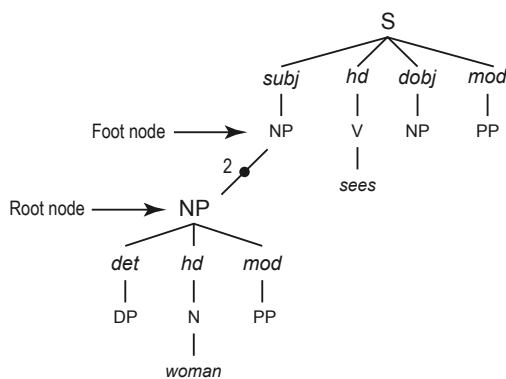 S
subj hd dobj mod
Foot node NP V NP PP
2
sees
Root node NP
det hd mod
DP N PP
woman